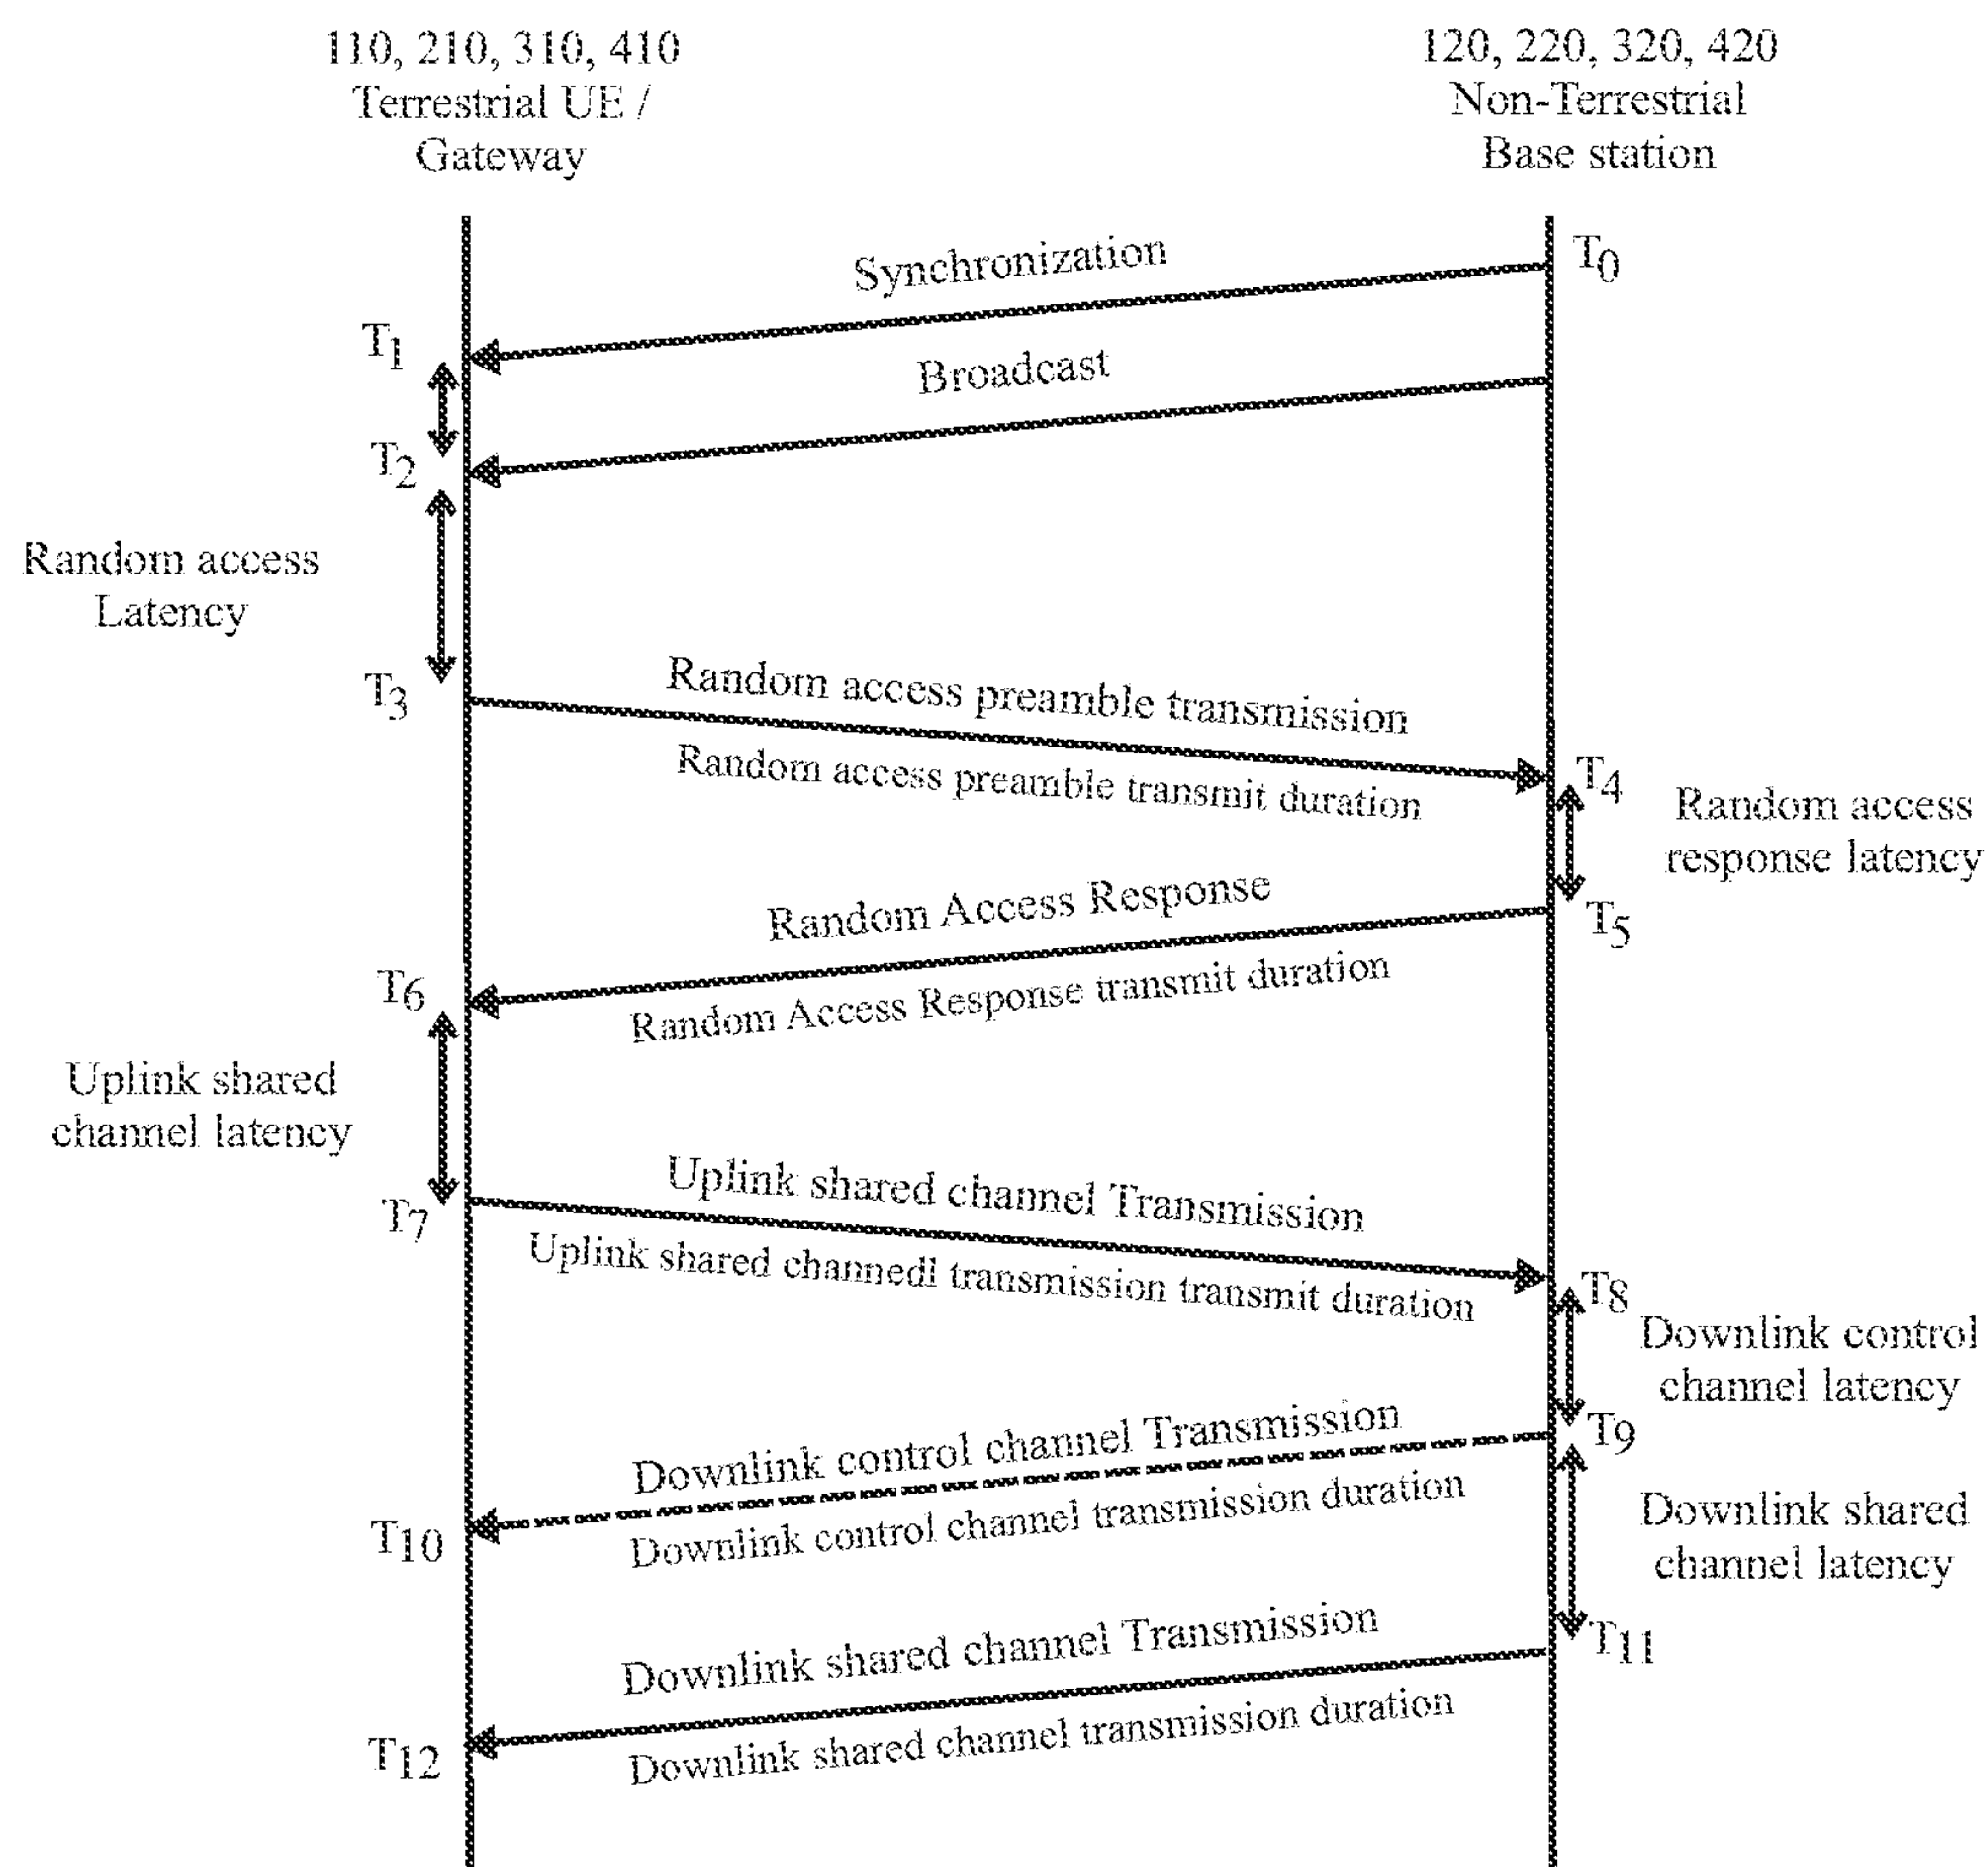 110, 210, 310, 410
Terrestrial UE /
Gateway
120, 220, 320, 420
Non-Terrestrial
Base station
Synchronization
T0
T1
Broadcast
T2
Random access
Latency
T3
Random access preamble transmission
Random access preamble transmit duration
T4
Random access
response latency
Random Access Response
T5
T6
Random Access Response transmit duration
Uplink shared
channel latency
Uplink shared channel Transmission
T7
Uplink shared channedl transmission transmit duration
T8
Downlink control
channel latency
Downlink control channel Transmission
T9
T10
Downlink control channel transmission duration
Downlink shared
channel latency
Downlink shared channel Transmission
T11
T12
Downlink shared channel transmission duration